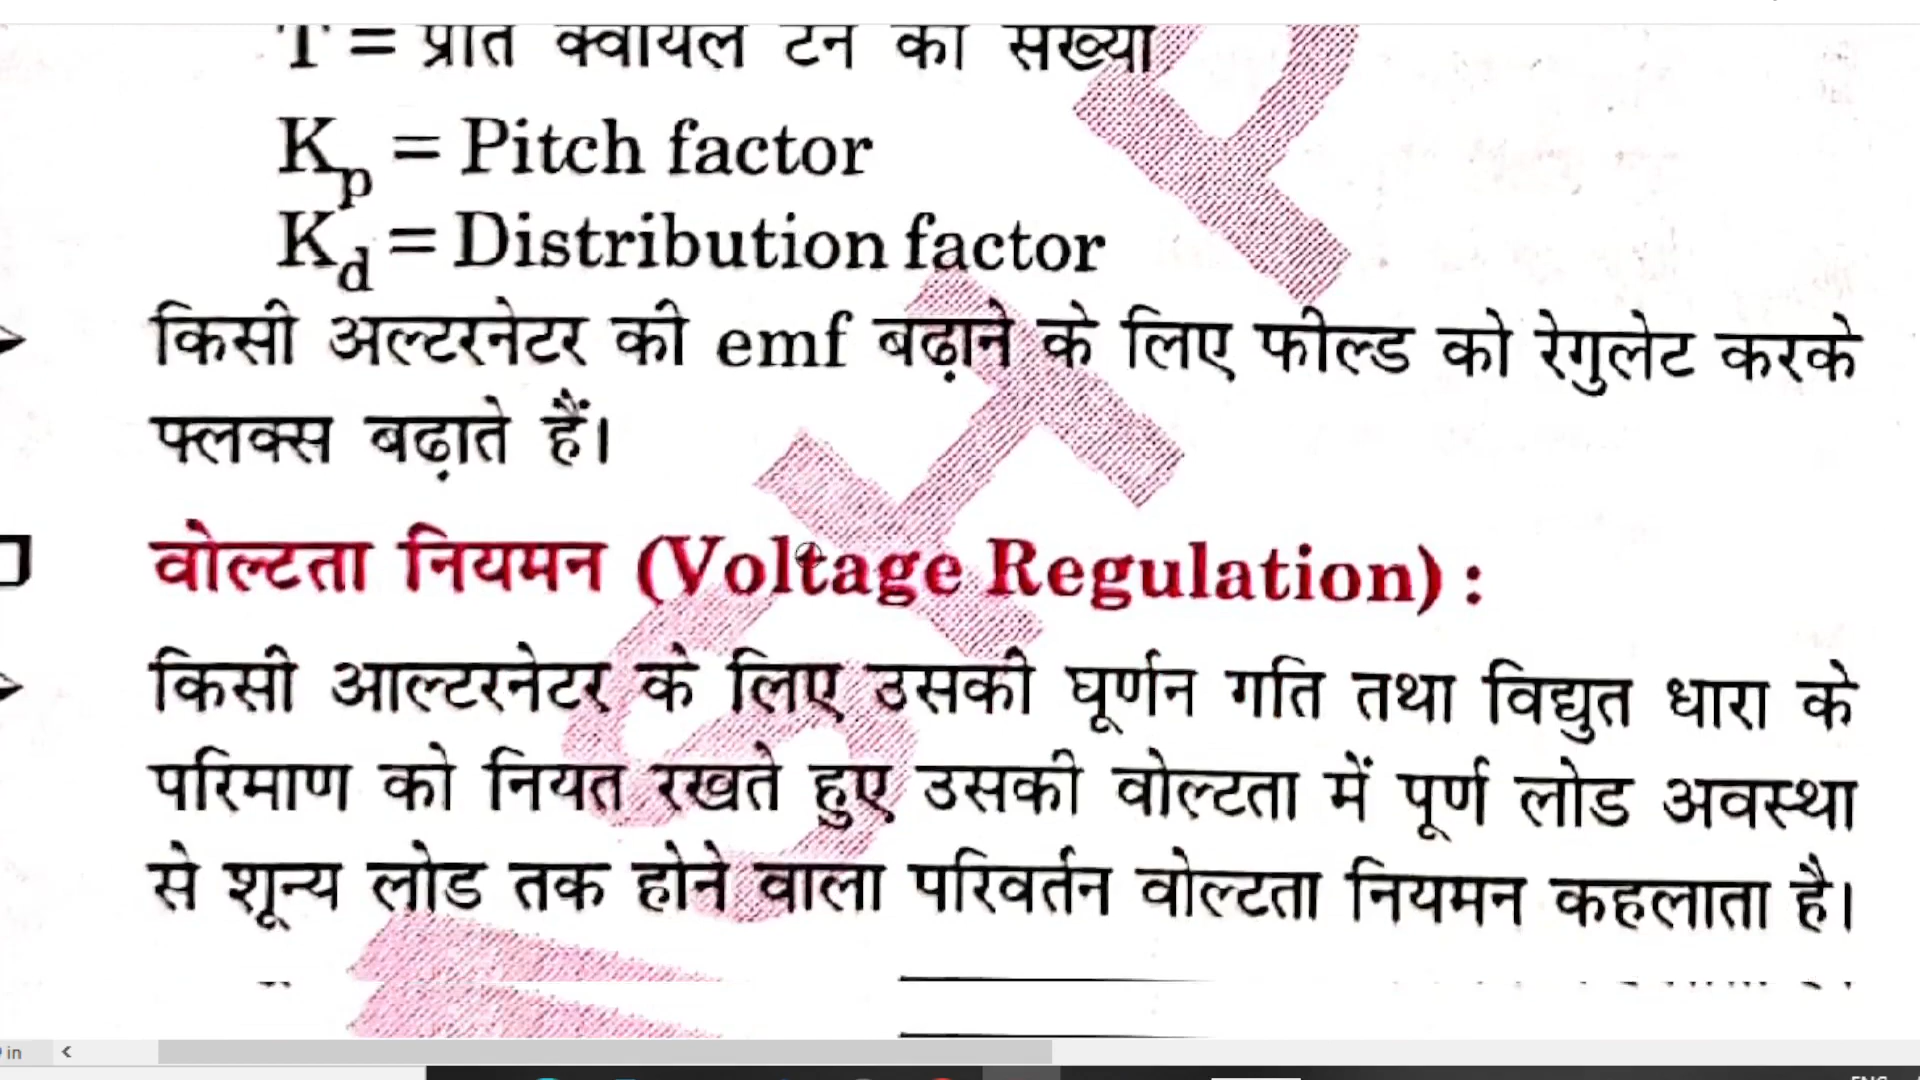 T = प्रति क्वायल टर्न की संख्या
Kp = Pitch factor
Kd = Distribution factor
किसी अल्टरनेटर की emf बढ़ाने के लिए फील्ड को रेगुलेट करके
फ्लक्स बढ़ाते हैं।
वोल्टता नियमन (Voltage Regulation) :
किसी आल्टरनेटर के लिए उसकी घूर्णन गति तथा विद्युत धारा के
परिमाण को नियत रखते हुए उसकी वोल्टता में पूर्ण लोड अवस्था
से शून्य लोड तक होने वाला परिवर्तन वोल्टता नियमन कहलाता है।
in